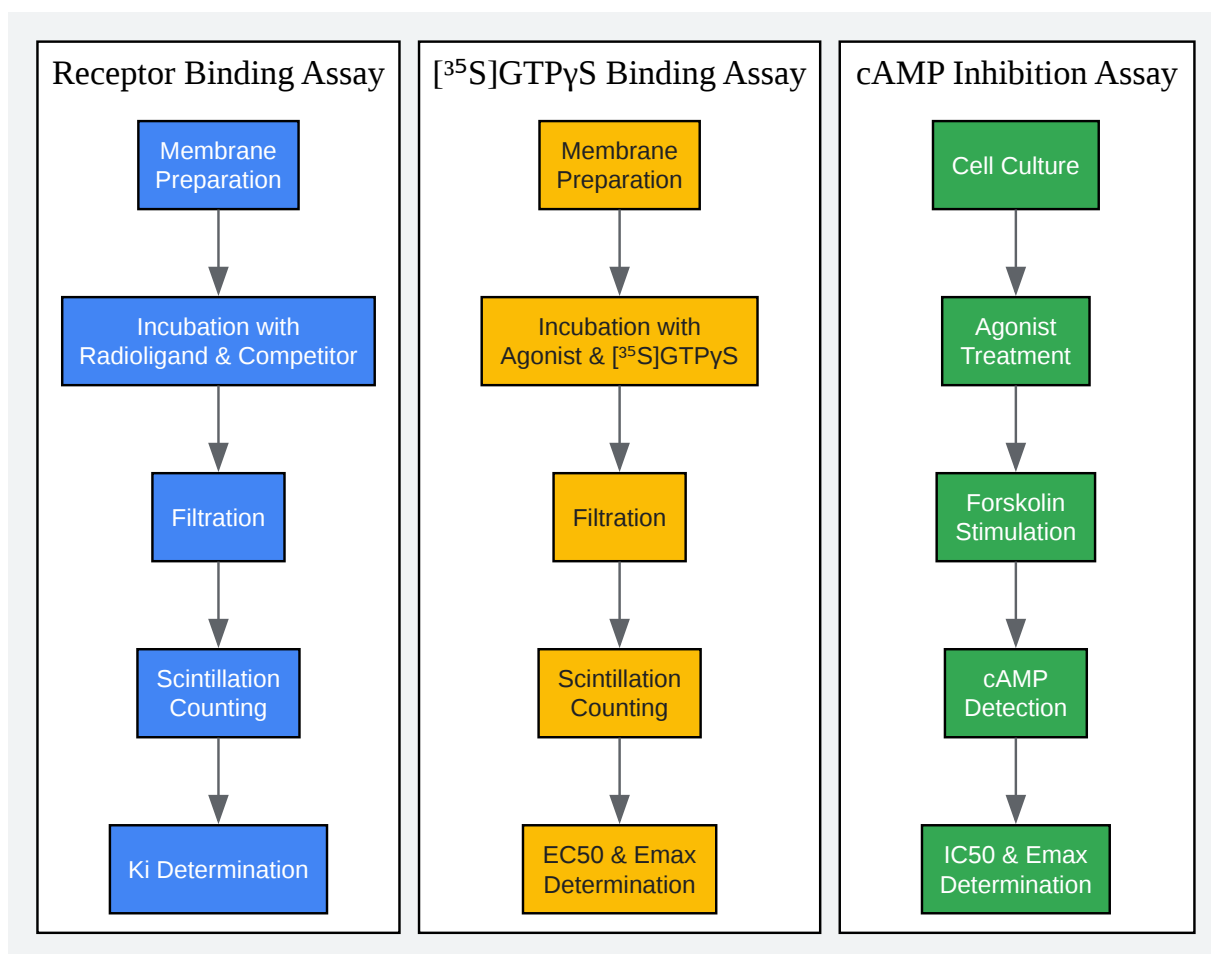 Receptor Binding Assay
Membrane
Preparation
Incubation with
Radioligand & Competitor
Filtration
Scintillation
Counting
Ki Determination
[³⁵S]GTPγS Binding Assay
Membrane
Preparation
Incubation with
Agonist & [³⁵S]GTPγS
Filtration
Scintillation
Counting
EC50 & Emax
Determination
cAMP Inhibition Assay
Cell Culture
Agonist
Treatment
Forskolin
Stimulation
cAMP
Detection
IC50 & Emax
Determination